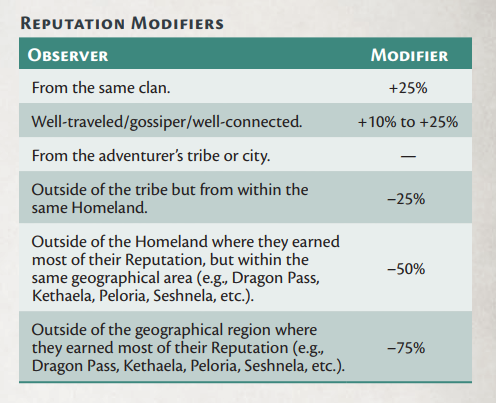 Reputation Modifiers
Observer Modifier
From the same clan. +25%
Well-traveled/gossiper/well-connected. +10% to +25%
From the adventurer’s tribe or city. —
Outside of the tribe but from within the
same Homeland. –25%
Outside of the Homeland where they earned
most of their Reputation, but within the
same geographical area (e.g., Dragon Pass, –50%
Kethaela, Peloria, Seshnela, etc.).
Outside of the geographical region where
they earned most of their Reputation (e.g., –75%
Dragon Pass, Kethaela, Peloria, Seshnela, etc.).